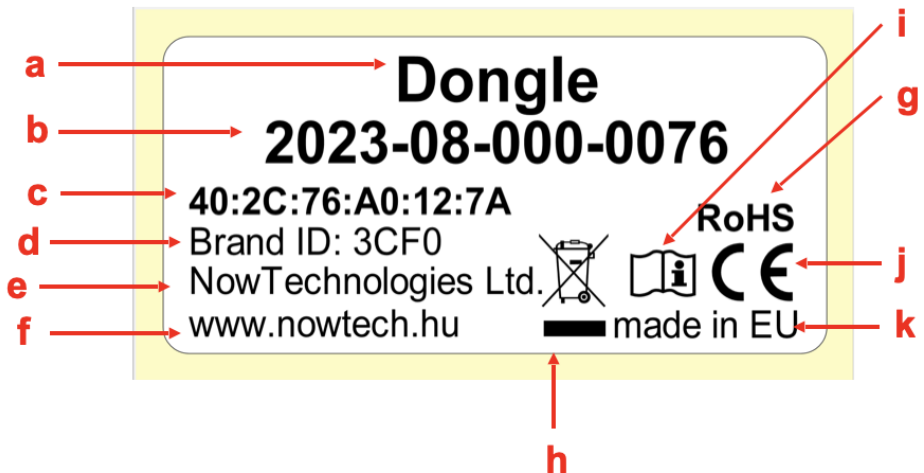 a
Dongle
i
g
b
2023-08-000-0076
c
40:2C:76:A0:12:7A
RoHS
d
Brand ID: 3CF0
e
NowTechnologies Ltd.
CE
j
f
www.nowtech.hu
made in EU
k
h